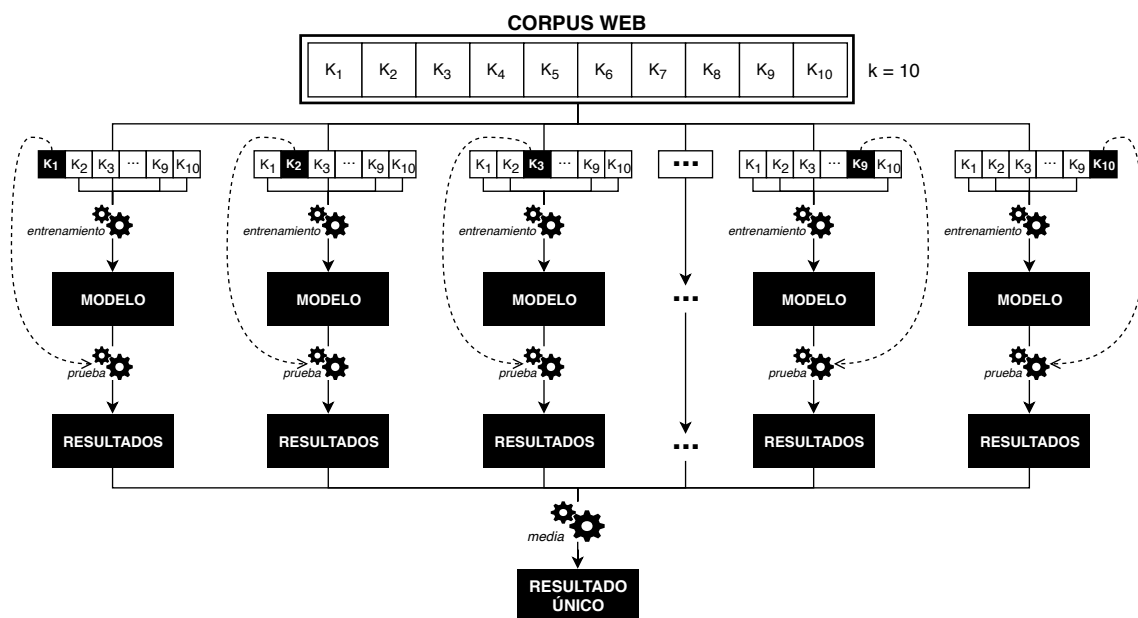 CORPUS WEB
K1 K2 K3 K4 K5 K6 K7 K8 K9 K10 k = 10
K1 K2 K3 ... K9 K10
K1 K2 K3 ... K9 K10
K1 K2 K3 ... K9 K10
...
K1 K2 K3 ... K9 K10
K1 K2 K3 ... K9 K10
entrenamiento
entrenamiento
entrenamiento
entrenamiento
entrenamiento
MODELO
MODELO
MODELO
...
MODELO
MODELO
prueba
prueba
prueba
prueba
prueba
RESULTADOS
RESULTADOS
RESULTADOS
...
RESULTADOS
RESULTADOS
media
RESULTADO
ÚNICO